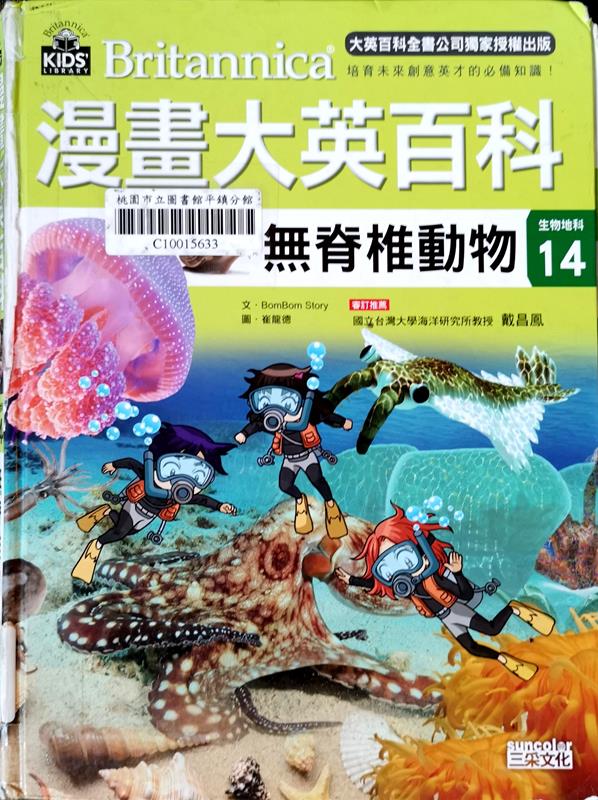 Britannica
KIDS'
LIBRARY
Britannica®
大英百科全書公司獨家授權出版
培育未來創意英才的必備知識！
漫畫大英百科
桃園市立圖書館平鎮分館
C10015633
無脊椎動物
生物地科
14
文・BomBom Story
圖・崔龍德
審訂推薦
國立台灣大學海洋研究所教授 戴昌鳳
suncolor
三采文化